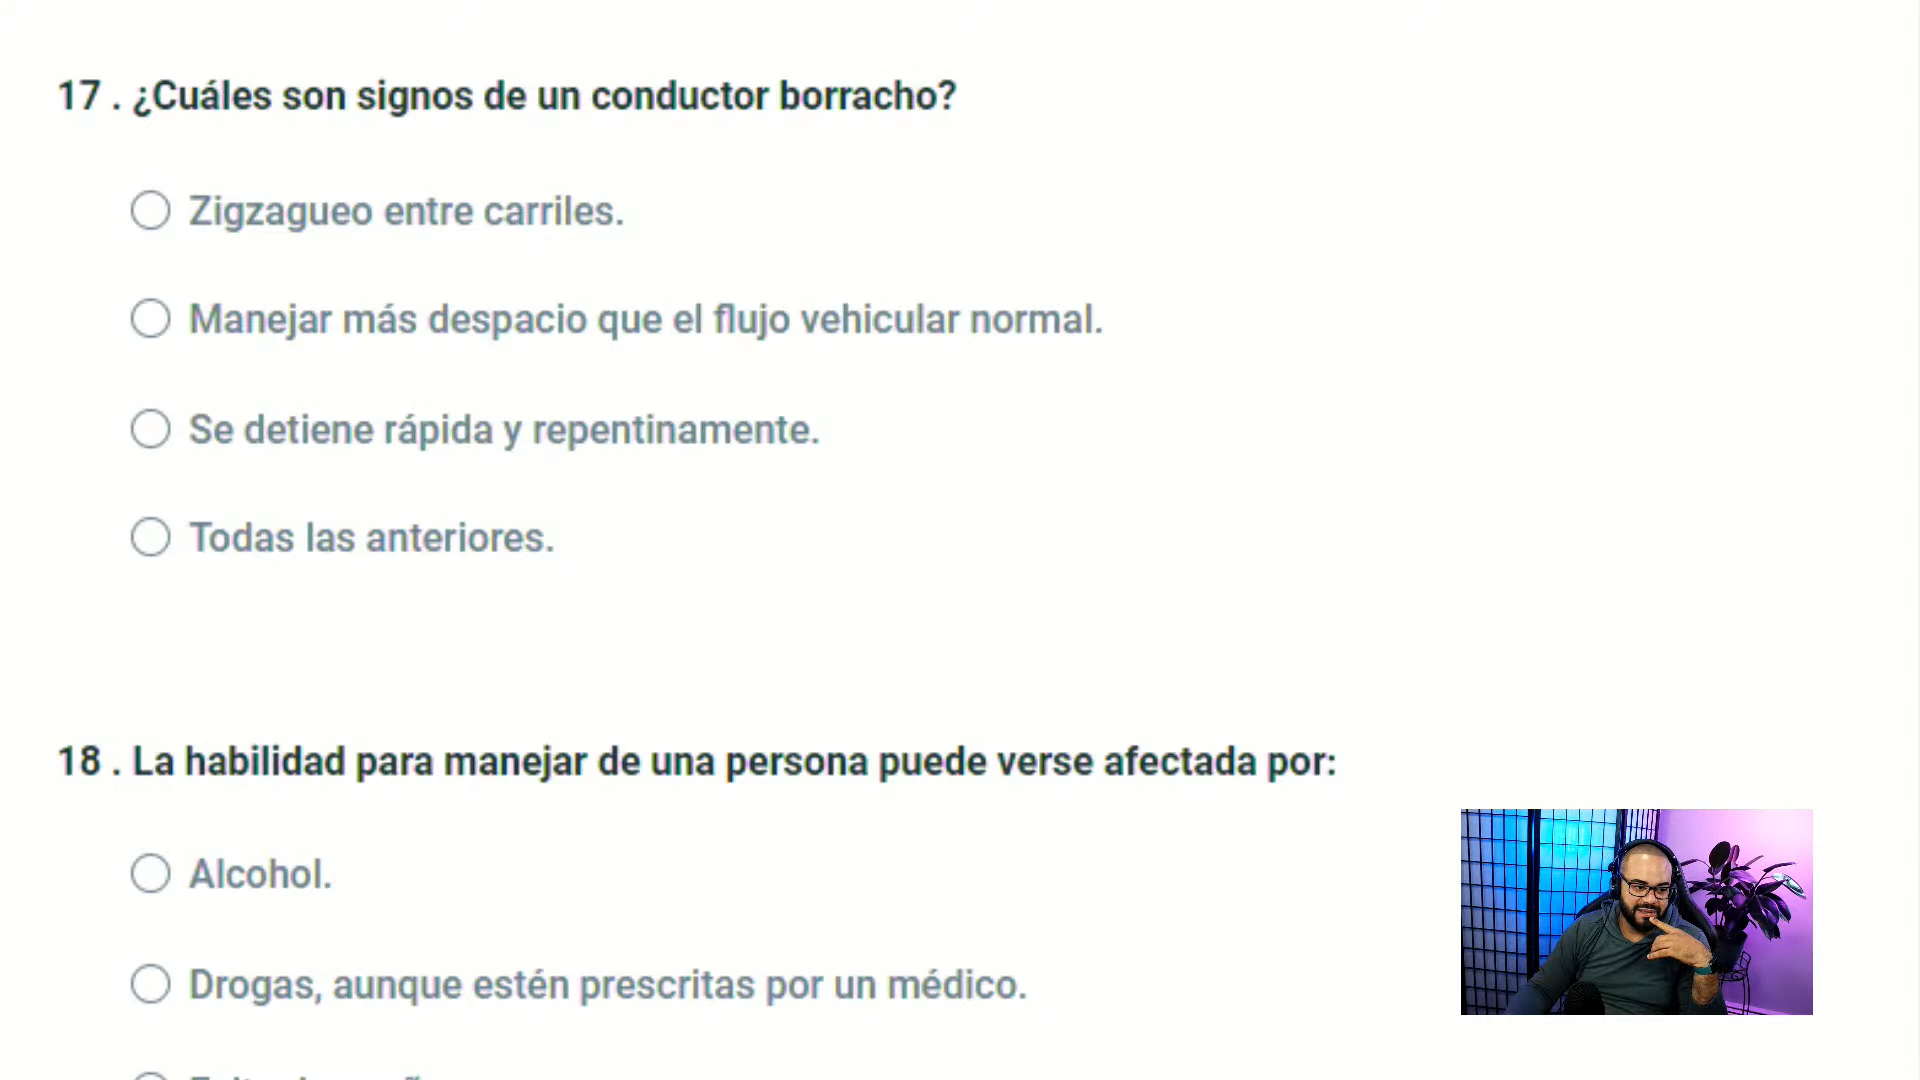 17 . ¿Cuáles son signos de un conductor borracho?
Zigzagueo entre carriles.
Manejar más despacio que el flujo vehicular normal.
Se detiene rápida y repentinamente.
Todas las anteriores.
18 . La habilidad para manejar de una persona puede verse afectada por:
Alcohol.
Drogas, aunque estén prescritas por un médico.